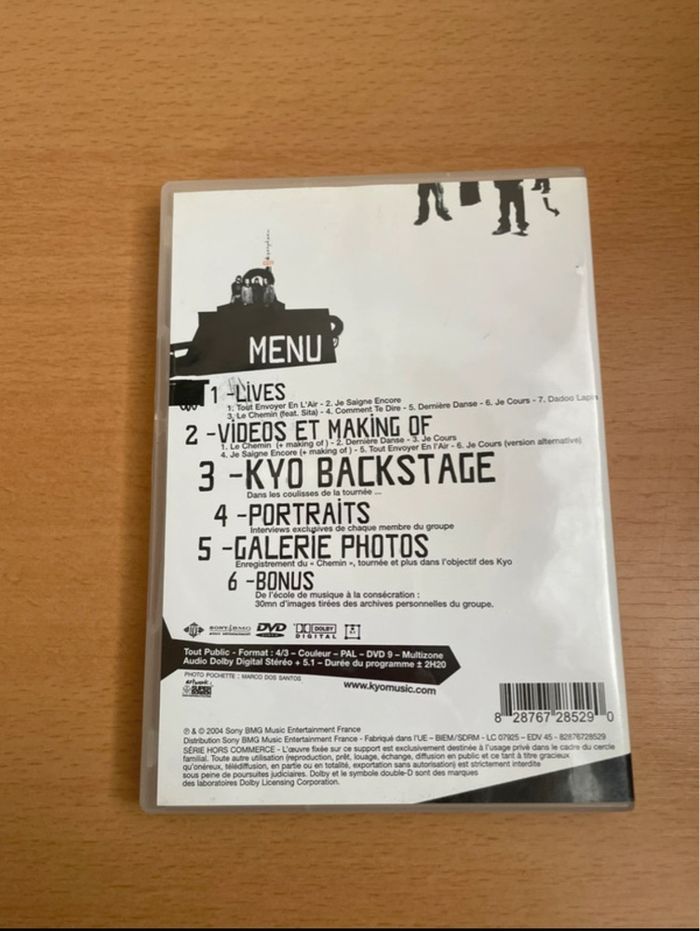 MENU
1 -LIVES
1. Tout Envoyer En L'Air - 2. Je Saigne Encore
3. Le Chemin (feat. Sita) - 4. Comment Te Dire - 5. Dernière Danse - 6. Je Cours - 7. Dadoo Lapin
2 -VIDEOS ET MAKING OF
1. Le Chemin (+ making of) - 2. Dernière Danse - 3. Je Cours
4. Je Saigne Encore (+ making of) - 5. Tout Envoyer En l'Air - 6. Je Cours (version alternative)
3 -KYO BACKSTAGE
Dans les coulisses de la tournée ...
4 -PORTRAITS
Interviews exclusives de chaque membre du groupe
5 -GALERIE PHOTOS
Enregistrement du « Chemin », tournée et plus dans l'objectif des Kyo
6 -BONUS
De l'école de musique à la consécration :
30mn d'images tirées des archives personnelles du groupe.
SONY BMG DVD DOLBY DIGITAL
Tout Public - Format : 4/3 – Couleur – PAL – DVD 9 – Multizone
Audio Dolby Digital Stéréo + 5.1 – Durée du programme ± 2H20
PHOTO POCHETTE : MARCO DOS SANTOS
artwork:
www.kyomusic.com
8 28767 28529 0
℗ & © 2004 Sony BMG Music Entertainment France
Distribution Sony BMG Music Entertainment France - Fabriqué dans l'UE – BIEM/SDRM - LC 07925 – EDV 45 - 82876728529
SÉRIE HORS COMMERCE - L'œuvre fixée sur ce support est exclusivement destinée à l'usage privé dans le cadre du cercle
familial. Toute autre utilisation (reproduction, prêt, louage, échange, diffusion en public et ce tant à titre gracieux
qu'onéreux, télédiffusion, en partie ou en totalité, exportation sans autorisation) est strictement interdite
sous peine de poursuites judiciaires. Dolby et le symbole double-D sont des marques
des laboratoires Dolby Licensing Corporation.